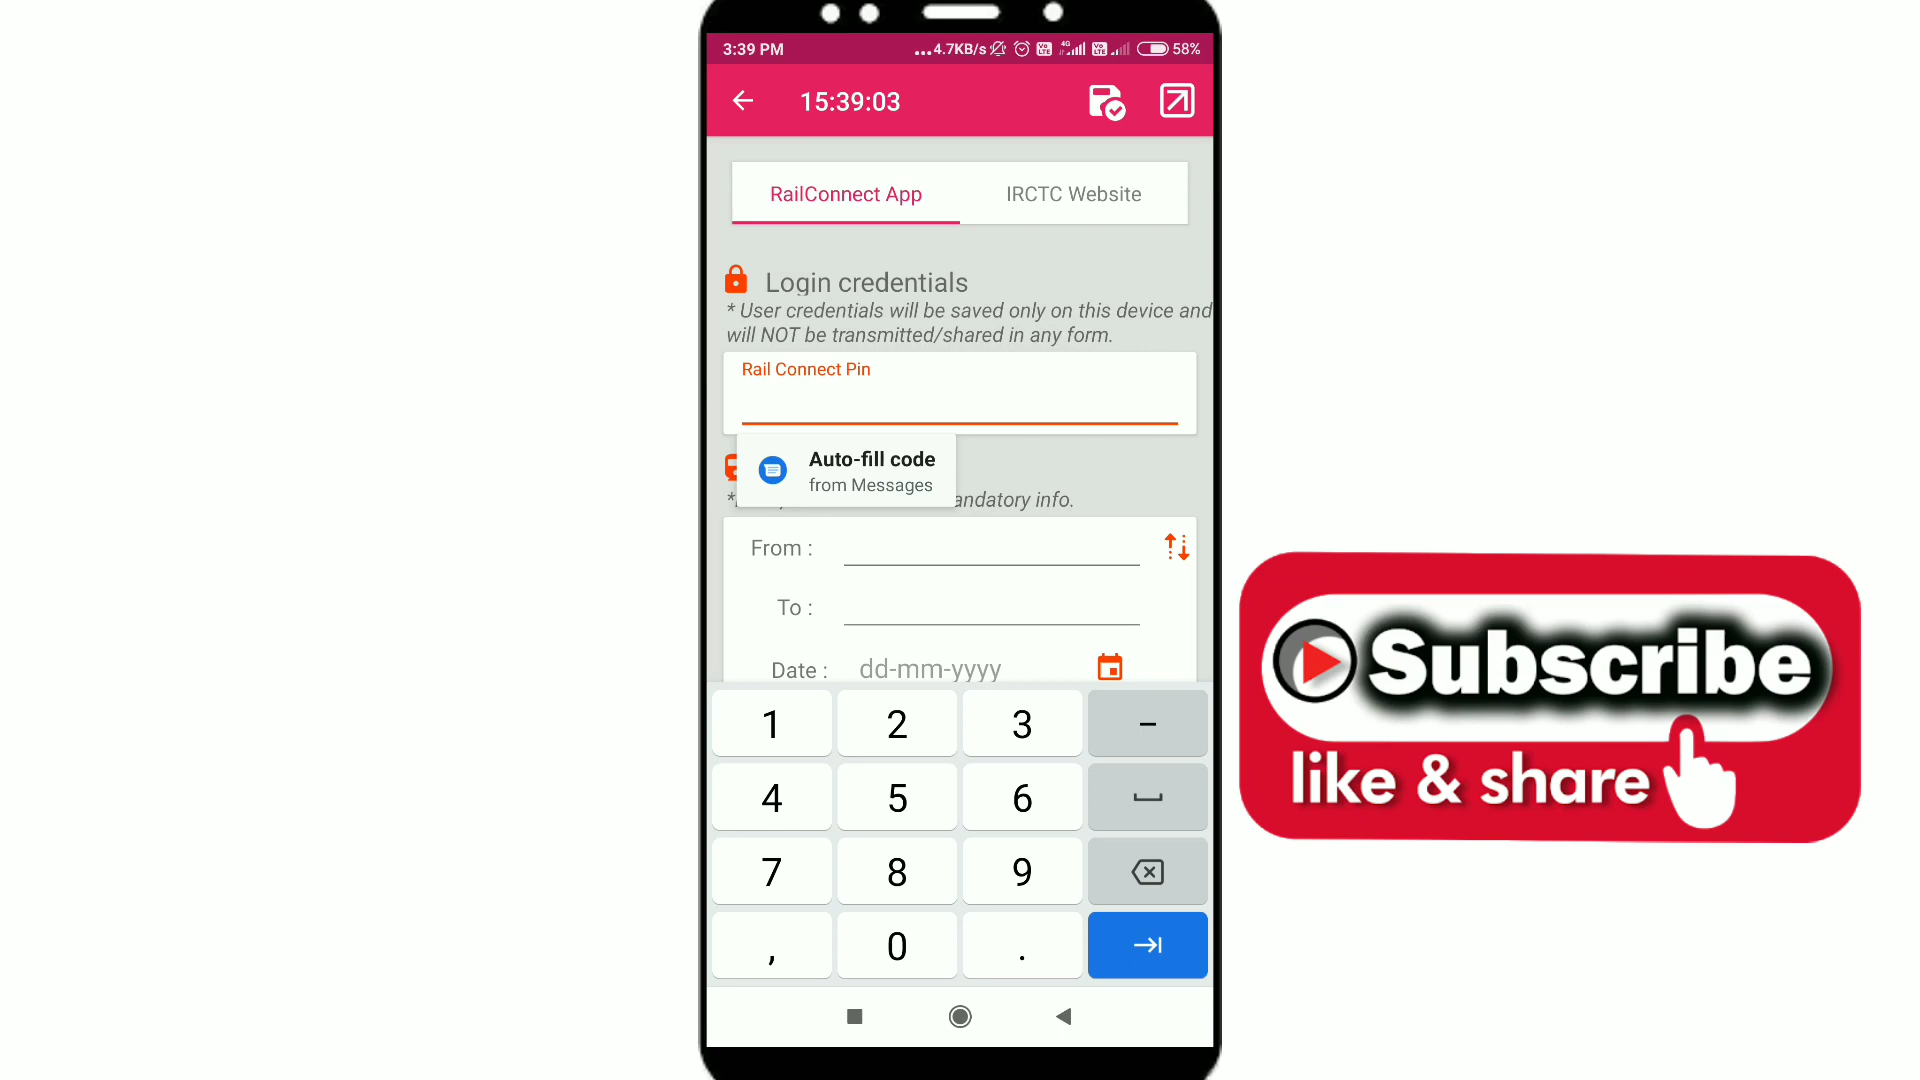 3:39 PM ...4.7KB/s 4G 58%
15:39:03
RailConnect App IRCTC Website
Login credentials
* User credentials will be saved only on this device and
will NOT be transmitted/shared in any form.
Rail Connect Pin
Auto-fill code
from Messages
andatory info.
From :
To :
Date : dd-mm-yyyy
1 2 3 -
4 5 6
7 8 9
, 0 .
Subscribe
like & share